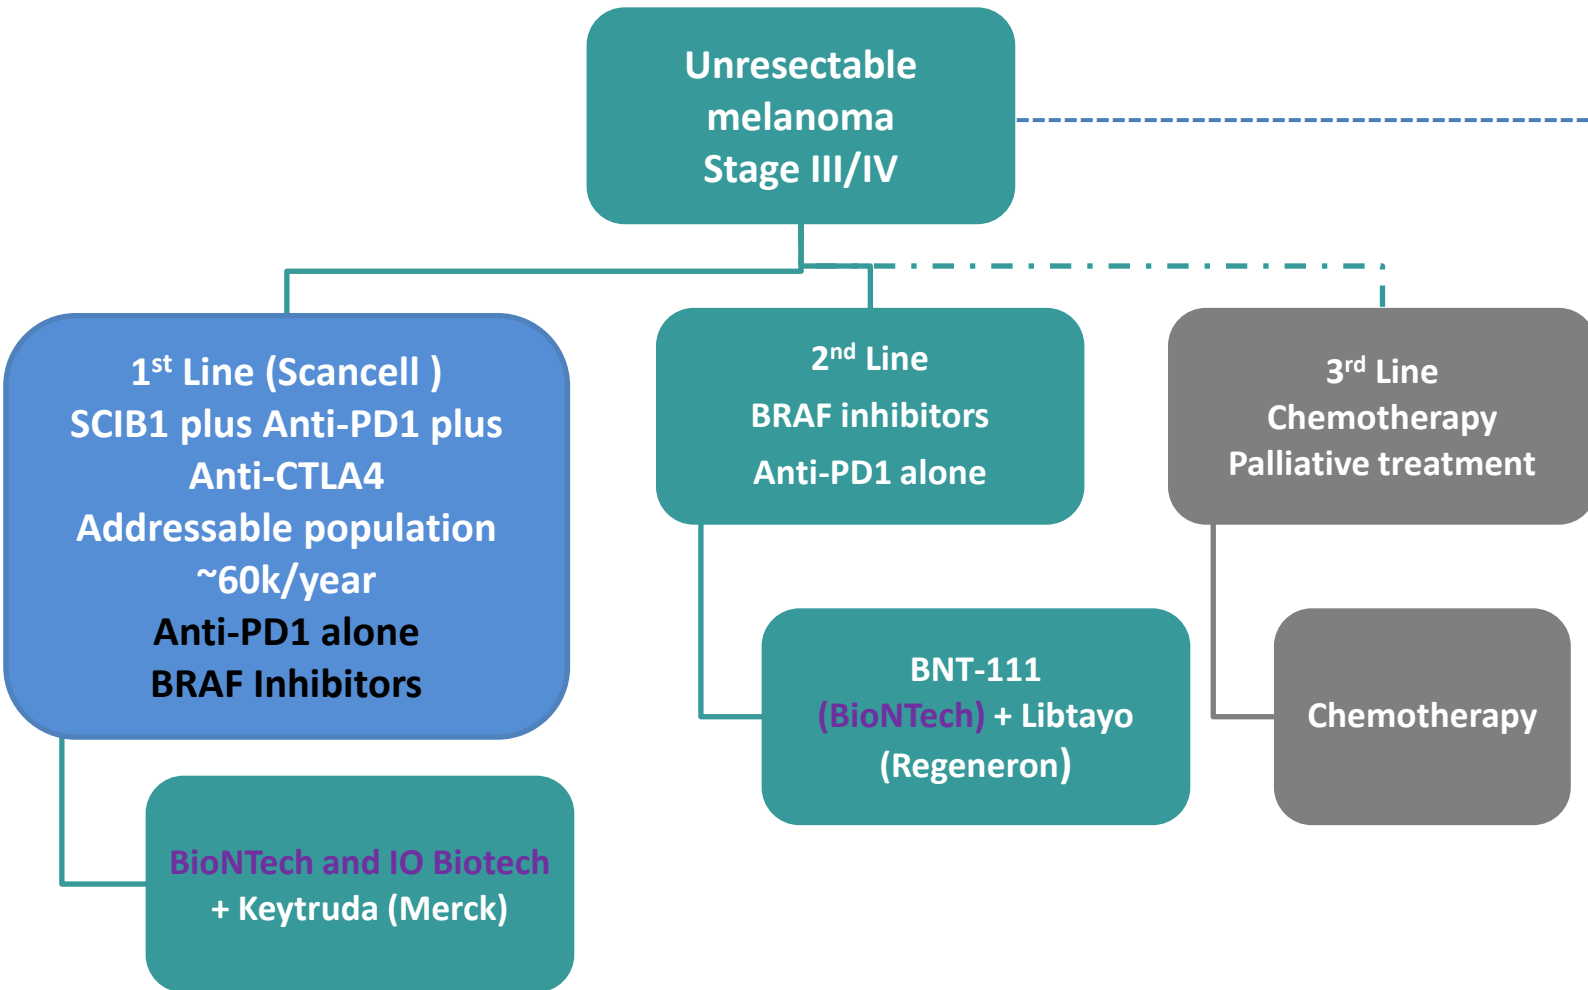 Unresectable
melanoma
Stage III/IV
1st Line (Scancell )
SCIB1 plus Anti-PD1 plus
Anti-CTLA4
Addressable population
~60k/year
Anti-PD1 alone
BRAF Inhibitors
2nd Line
BRAF inhibitors
Anti-PD1 alone
3rd Line
Chemotherapy
Palliative treatment
BioNTech and IO Biotech
+ Keytruda (Merck)
BNT-111
(BioNTech) + Libtayo
(Regeneron)
Chemotherapy